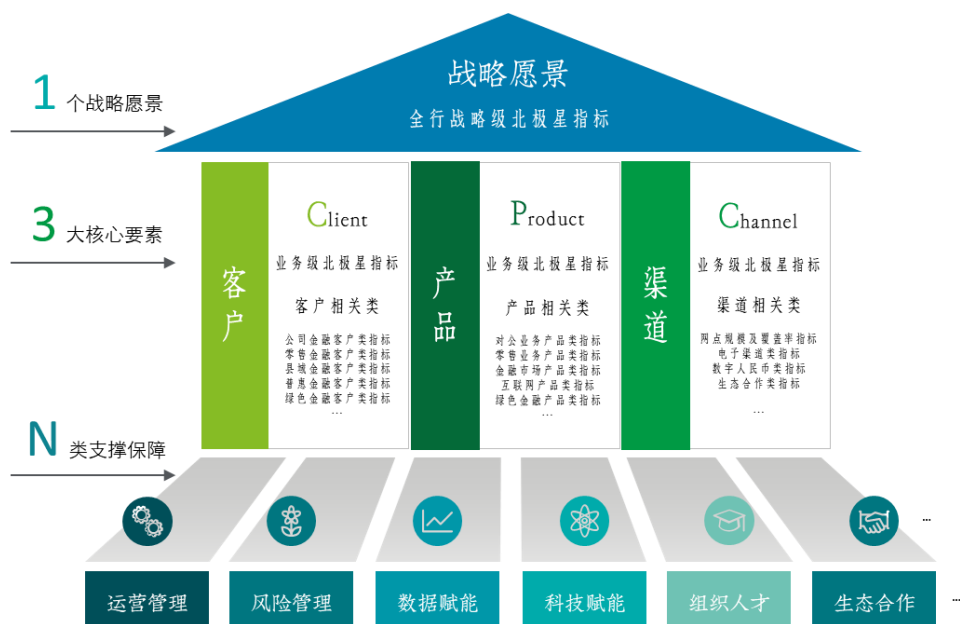 战略愿景
全行战略级北极星指标
1 个战略愿景
3 大核心要素
N 类支撑保障
客户
Client
业务级北极星指标
客户相关类
公司金融客户类指标
零售金融客户类指标
县域金融客户类指标
普惠金融客户类指标
绿色金融客户类指标
...
产品
Product
业务级北极星指标
产品相关类
对公业务产品类指标
零售业务产品类指标
金融市场产品类指标
互联网产品类指标
绿色金融产品类指标
...
渠道
Channel
业务级北极星指标
渠道相关类
网点规模及覆盖率指标
电子渠道类指标
数字人民币类指标
生态合作类指标
...
...
运营管理
风险管理
数据赋能
科技赋能
组织人才
生态合作
...